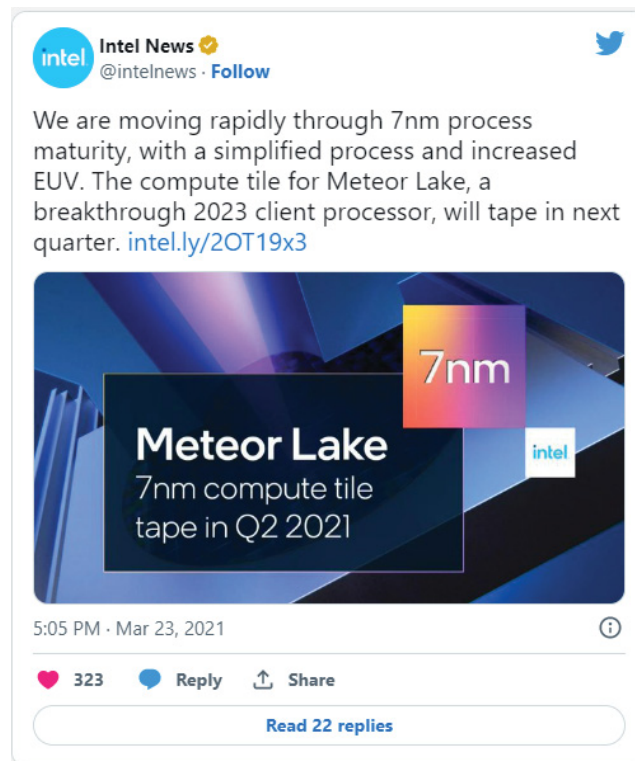 intel
Intel News
@intelnews · Follow
We are moving rapidly through 7nm process
maturity, with a simplified process and increased
EUV. The compute tile for Meteor Lake, a
breakthrough 2023 client processor, will tape in next
quarter. intel.ly/2OT19x3
7nm
intel
Meteor Lake
7nm compute tile
tape in Q2 2021
5:05 PM · Mar 23, 2021
323 Reply Share
Read 22 replies